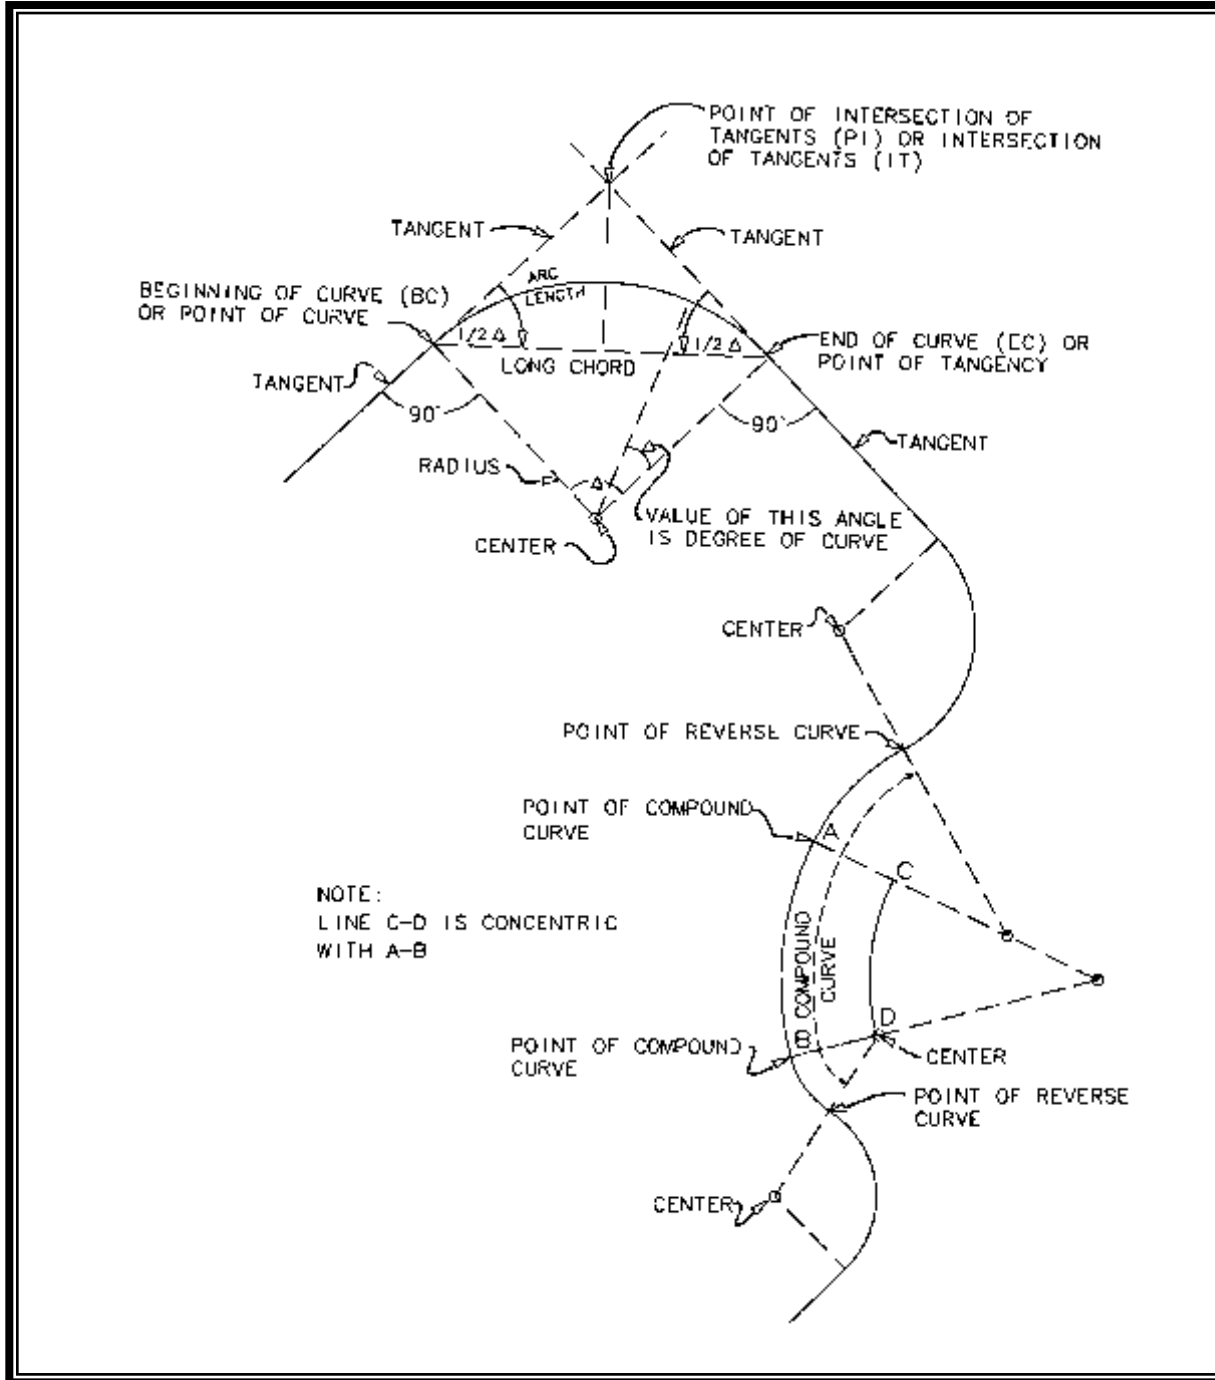 POINT OF INTERSECTION OF
TANGENTS (PI) OR INTERSECTION
OF TANGENTS (IT)
TANGENT
TANGENT
ARC
LENGTH
BEGINNING OF CURVE (BC)
OR POINT OF CURVE
1/2 Δ
1/2 Δ
LONG CHORD
END OF CURVE (EC) OR
POINT OF TANGENCY
TANGENT
90°
90°
TANGENT
RADIUS
Δ
VALUE OF THIS ANGLE
IS DEGREE OF CURVE
CENTER
CENTER
POINT OF REVERSE CURVE
POINT OF COMPOUND
CURVE
A
C
NOTE:
LINE C-D IS CONCENTRIC
WITH A-B
COMPOUND
CURVE
B
D
POINT OF COMPOUND
CURVE
CENTER
POINT OF REVERSE
CURVE
CENTER